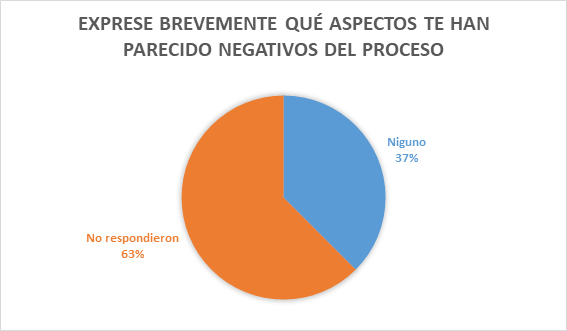 EXPRESE BREVEMENTE QUÉ ASPECTOS TE HAN
PARECIDO NEGATIVOS DEL PROCESO
Niguno
37%
No respondieron
63%